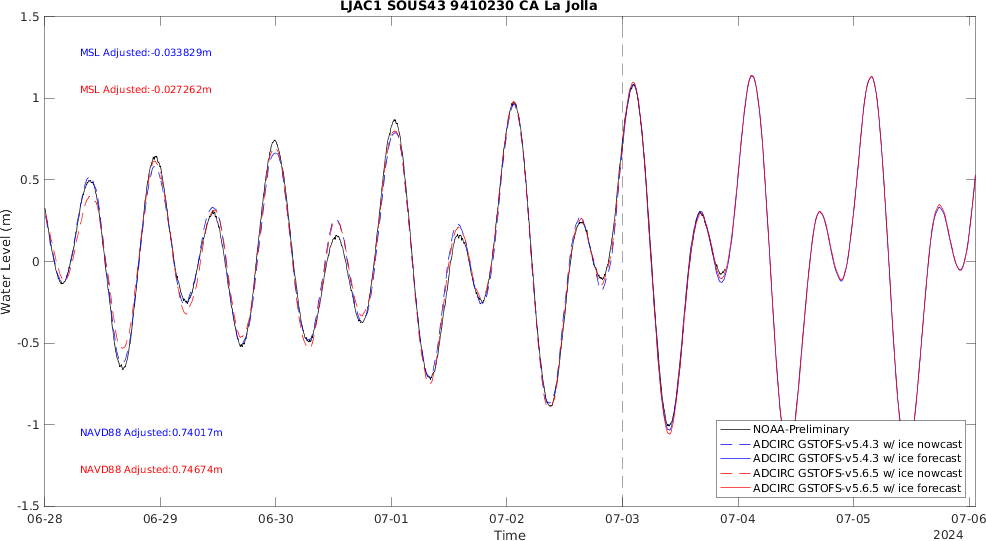 LJAC1 SOUS43 9410230 CA La Jolla
MSL Adjusted:-0.033829m
MSL Adjusted:-0.027262m
NAVD88 Adjusted:0.74017m
NAVD88 Adjusted:0.74674m
1.5
1
0.5
0
-0.5
-1
-1.5
Water Level (m)
NOAA-Preliminary
ADCIRC GSTOFS-v5.4.3 w/ ice nowcast
ADCIRC GSTOFS-v5.4.3 w/ ice forecast
ADCIRC GSTOFS-v5.6.5 w/ ice nowcast
ADCIRC GSTOFS-v5.6.5 w/ ice forecast
06-28 06-29 06-30 07-01 07-02 07-03 07-04 07-05 07-06
Time
2024